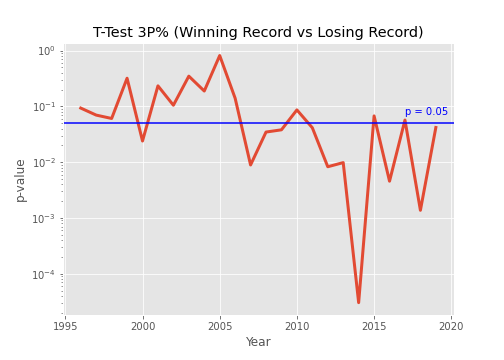 T-Test 3P% (Winning Record vs Losing Record)
10⁰
10⁻¹
10⁻²
10⁻³
10⁻⁴
p-value
p = 0.05
1995 2000 2005 2010 2015 2020
Year